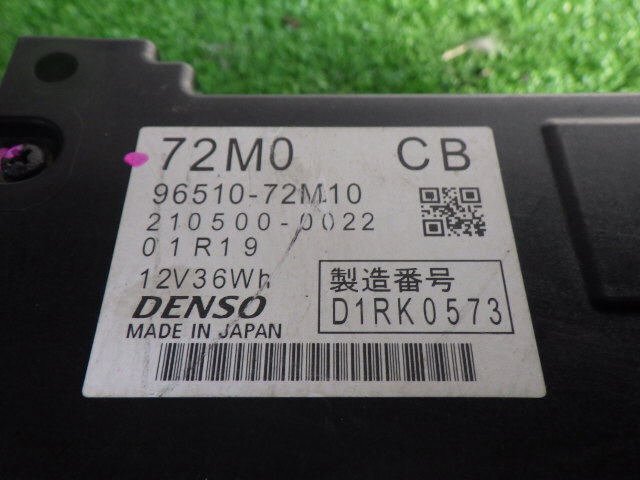 72M0 CB
96510-72M10
210500-0022
01R19
12V36Wh
DENSO
MADE IN JAPAN
製造番号
D1RK0573